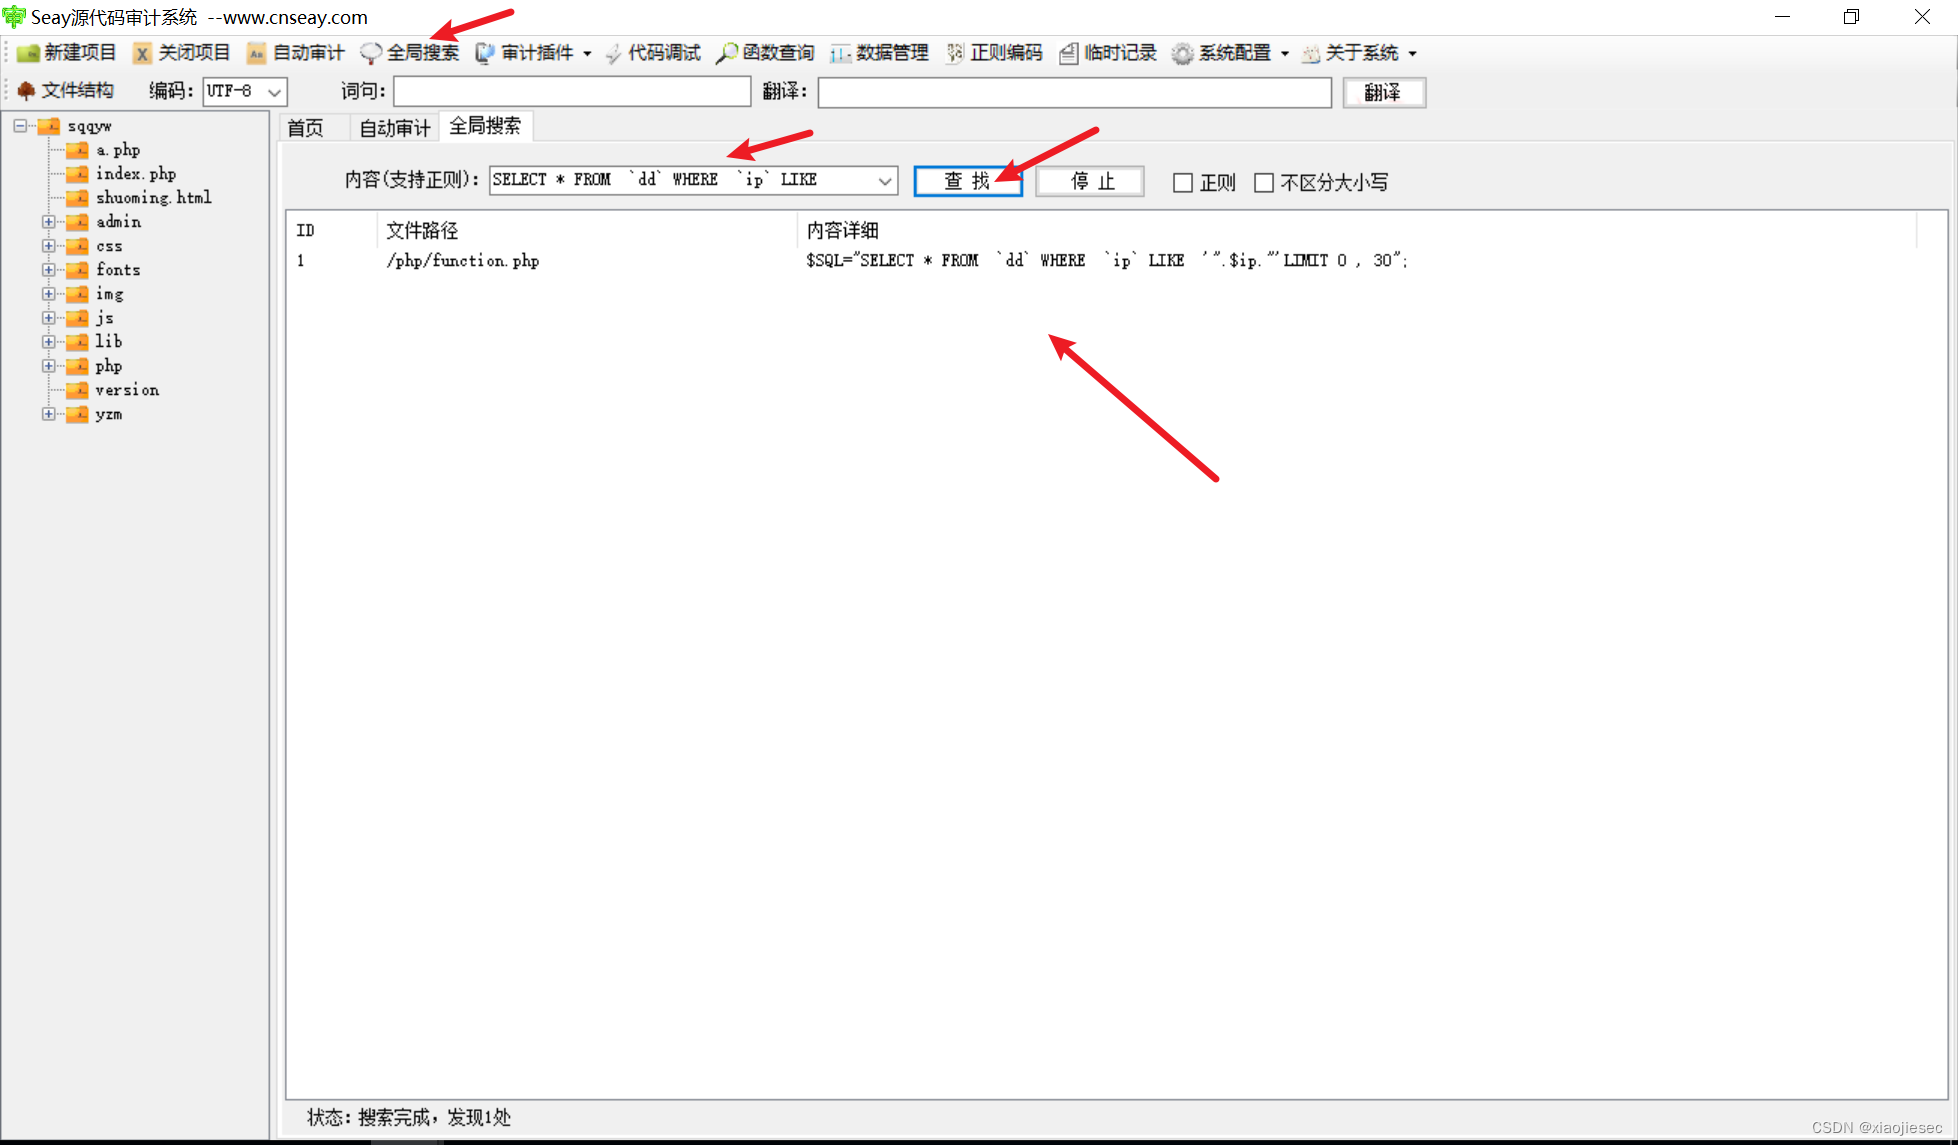 Seay源代码审计系统 --www.cnseay.com
新建项目 关闭项目 自动审计 全局搜索 审计插件 代码调试 函数查询 数据管理 正则编码 临时记录 系统配置 关于系统
文件结构 编码: UTF-8 词句: 翻译: 翻译
sqqyw
a.php
index.php
shuoming.html
admin
css
fonts
img
js
lib
php
version
yzm
首页 自动审计 全局搜索
内容(支持正则): SELECT * FROM `dd` WHERE `ip` LIKE 查 找 停 止 正则 不区分大小写
ID 文件路径 内容详细
1 /php/function.php $SQL="SELECT * FROM `dd` WHERE `ip` LIKE '".$ip."'LIMIT 0 , 30";
状态: 搜索完成，发现1处
CSDN @xiaojiesec